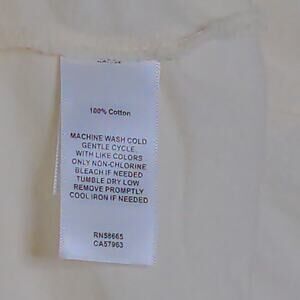 100% Cotton
MACHINE WASH COLD
GENTLE CYCLE,
WITH LIKE COLORS
ONLY NON-CHLORINE
BLEACH IF NEEDED
TUMBLE DRY LOW
REMOVE PROMPTLY
COOL IRON IF NEEDED
RN58665
CA57963